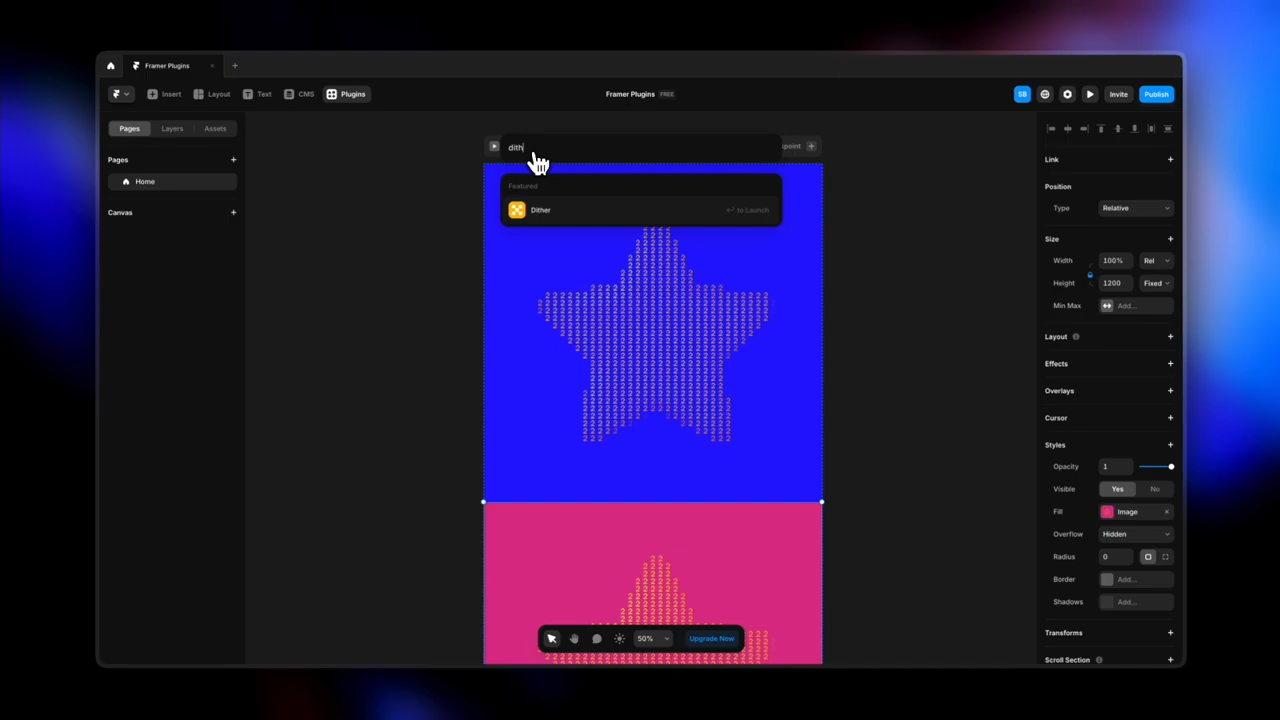 Framer Plugins
Insert
Layout
Text
CMS
Plugins
Framer Plugins FREE
SB
Invite
Publish
Pages
Layers
Assets
Pages
Home
Canvas
dith
point
Featured
Dither
to Launch
Link
Position
Type
Relative
Size
Width
100%
Rel
Height
1200
Fixed
Min Max
Add...
Layout
Effects
Overlays
Cursor
Styles
Opacity
1
Visible
Yes
No
Fill
Image
Overflow
Hidden
Radius
0
Border
Add...
Shadows
Add...
Transforms
Scroll Section
50%
Upgrade Now